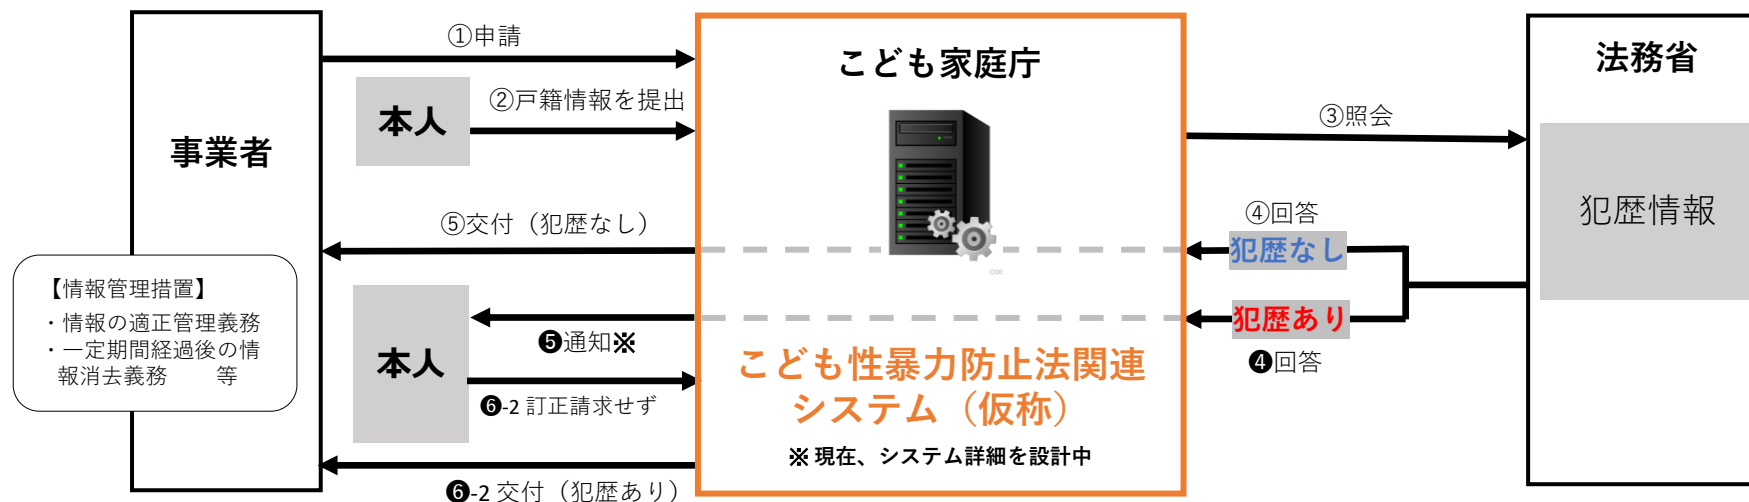 ①申請
本人
②戸籍情報を提出
事業者
⑤交付（犯歴なし）
【情報管理措置】
・情報の適正管理義務
・一定期間経過後の情
報消去義務　　等
本人
❺通知※
❻-2 訂正請求せず
❻-2 交付（犯歴あり）
こども家庭庁
こども性暴力防止法関連
システム（仮称）
※ 現在、システム詳細を設計中
③照会
④回答
犯歴なし
犯歴あり
❹回答
法務省
犯歴情報